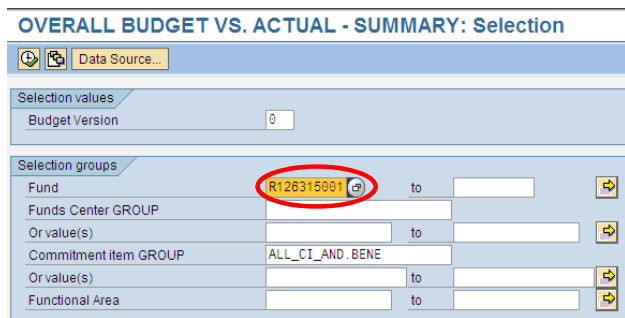 OVERALL BUDGET VS. ACTUAL - SUMMARY: Selection
Data Source...
Selection values
Budget Version 0
Selection groups
Fund R126315001 to
Funds Center GROUP
Or value(s) to
Commitment item GROUP ALL_CI_AND.BENE
Or value(s) to
Functional Area to